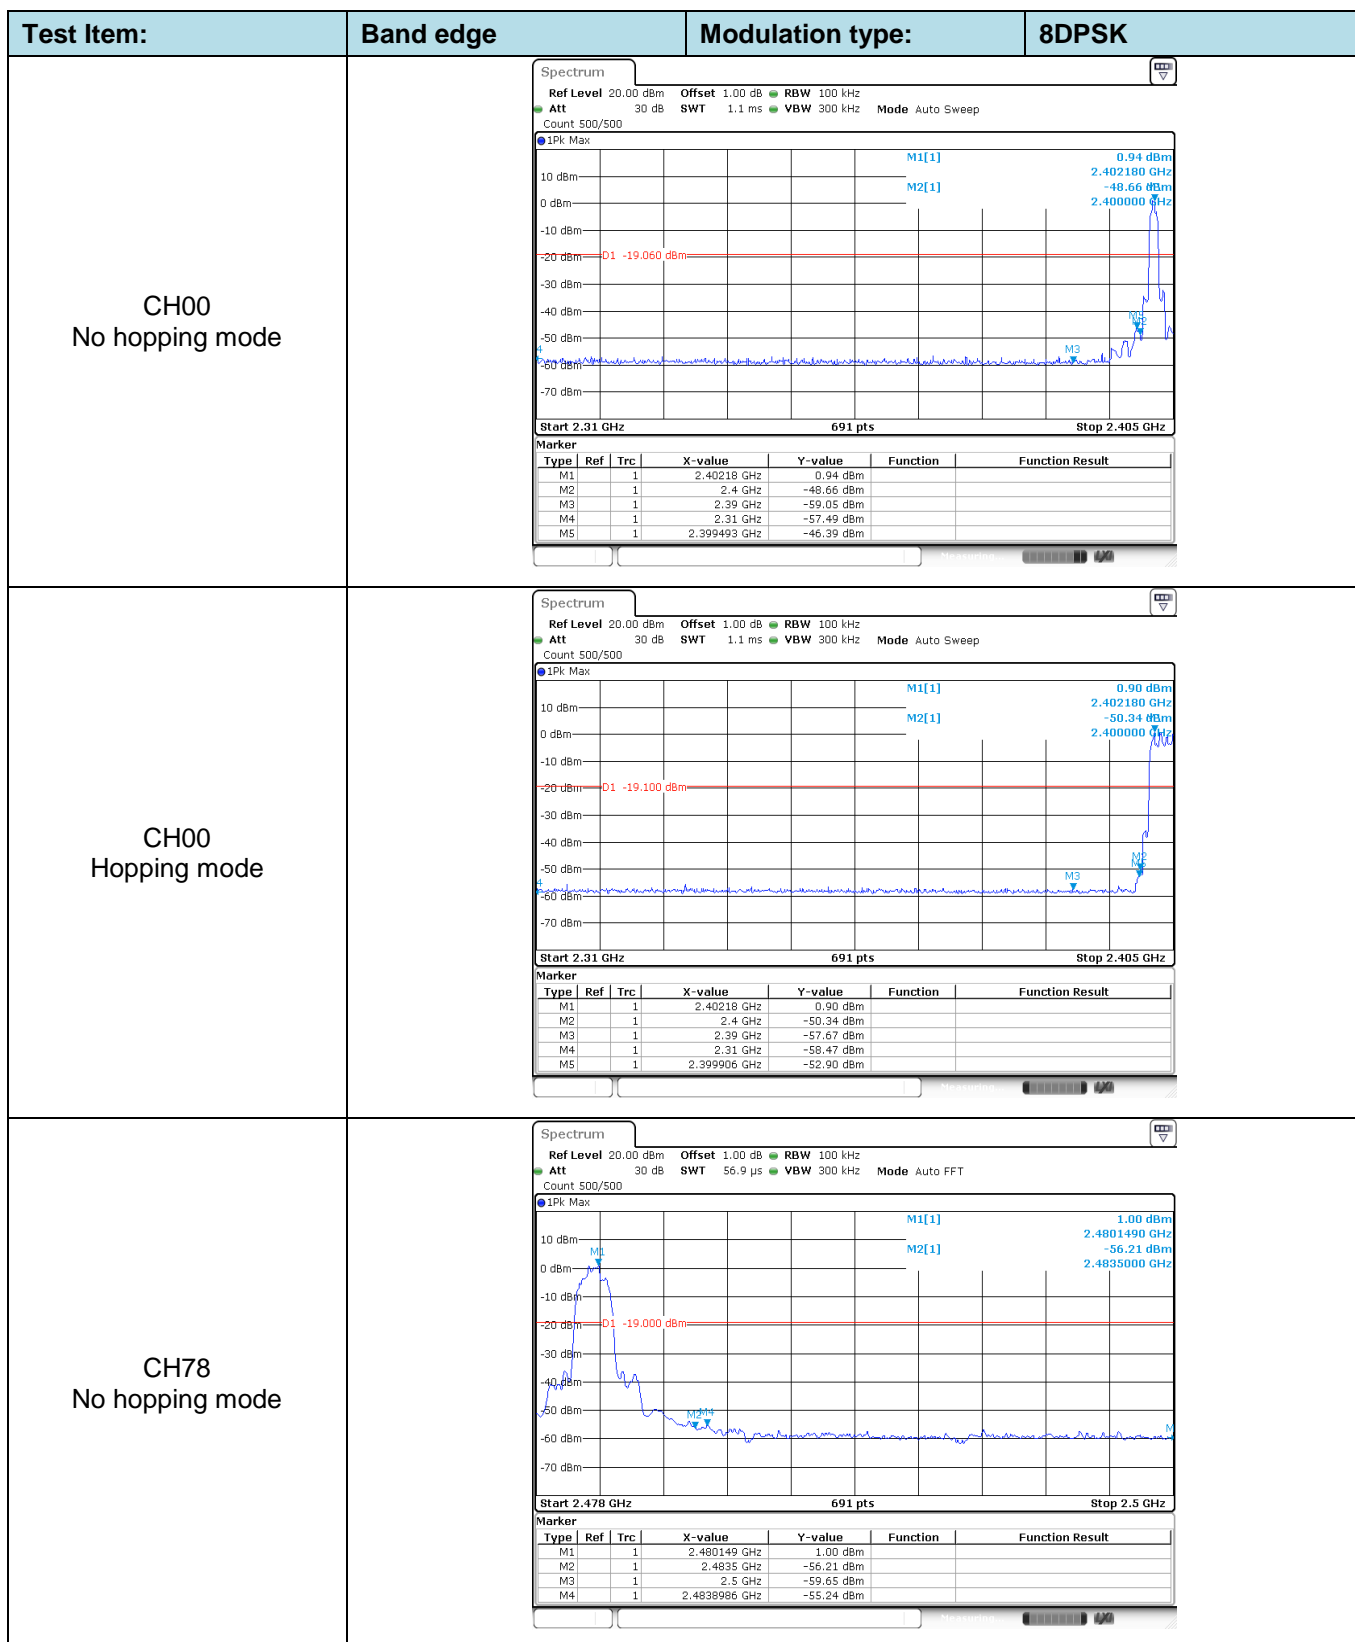 Test Item: Band edge Modulation type: 8DPSK
CH00
No hopping mode
Spectrum
Ref Level 20.00 dBm Offset 1.00 dB RBW 100 kHz
Att 30 dB SWT 1.1 ms VBW 300 kHz Mode Auto Sweep
Count 500/500
1Pk Max
M1[1] 0.94 dBm
2.402180 GHz
M2[1] -48.66 dBm
2.400000 GHz
10 dBm
0 dBm
-10 dBm
-20 dBm
D1 -19.060 dBm
-30 dBm
-40 dBm
-50 dBm
M3
-60 dBm
-70 dBm
Start 2.31 GHz 691 pts Stop 2.405 GHz
Marker
Type Ref Trc X-value Y-value Function Function Result
M1 1 2.40218 GHz 0.94 dBm
M2 1 2.4 GHz -48.66 dBm
M3 1 2.39 GHz -59.05 dBm
M4 1 2.31 GHz -57.49 dBm
M5 1 2.399493 GHz -46.39 dBm
Measuring...
CH00
Hopping mode
Spectrum
Ref Level 20.00 dBm Offset 1.00 dB RBW 100 kHz
Att 30 dB SWT 1.1 ms VBW 300 kHz Mode Auto Sweep
Count 500/500
1Pk Max
M1[1] 0.90 dBm
2.402180 GHz
M2[1] -50.34 dBm
2.400000 GHz
10 dBm
0 dBm
-10 dBm
-20 dBm
D1 -19.100 dBm
-30 dBm
-40 dBm
M2
-50 dBm
M3
-60 dBm
-70 dBm
Start 2.31 GHz 691 pts Stop 2.405 GHz
Marker
Type Ref Trc X-value Y-value Function Function Result
M1 1 2.40218 GHz 0.90 dBm
M2 1 2.4 GHz -50.34 dBm
M3 1 2.39 GHz -57.67 dBm
M4 1 2.31 GHz -58.47 dBm
M5 1 2.399906 GHz -52.90 dBm
Measuring...
CH78
No hopping mode
Spectrum
Ref Level 20.00 dBm Offset 1.00 dB RBW 100 kHz
Att 30 dB SWT 56.9 µs VBW 300 kHz Mode Auto FFT
Count 500/500
1Pk Max
M1[1] 1.00 dBm
2.4801490 GHz
M2[1] -56.21 dBm
2.4835000 GHz
10 dBm
M1
0 dBm
-10 dBm
-20 dBm
D1 -19.000 dBm
-30 dBm
-40 dBm
-50 dBm
M2 M4
-60 dBm
-70 dBm
Start 2.478 GHz 691 pts Stop 2.5 GHz
Marker
Type Ref Trc X-value Y-value Function Function Result
M1 1 2.480149 GHz 1.00 dBm
M2 1 2.4835 GHz -56.21 dBm
M3 1 2.5 GHz -59.65 dBm
M4 1 2.4838986 GHz -55.24 dBm
Measuring...